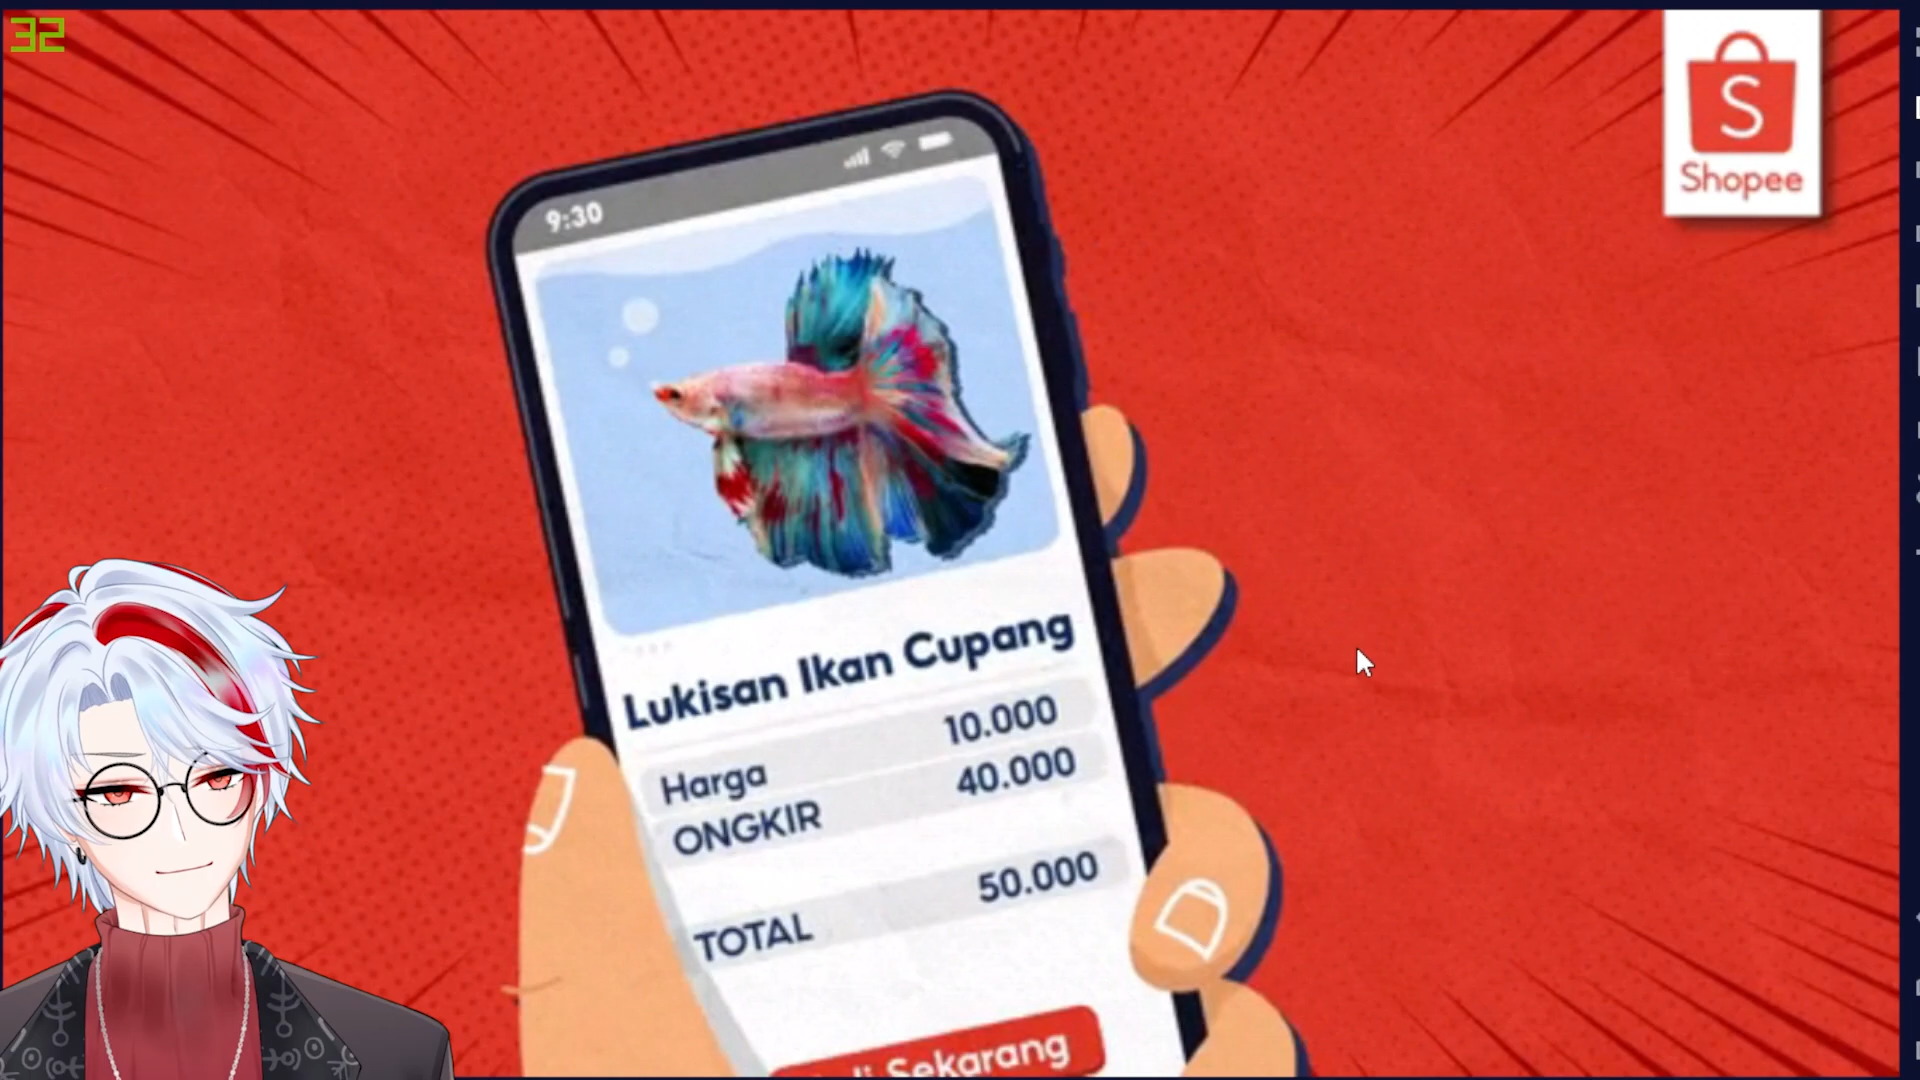 32
S
Shopee
9:30
Lukisan Ikan Cupang
Harga 10.000
ONGKIR 40.000
TOTAL 50.000
Sekarang